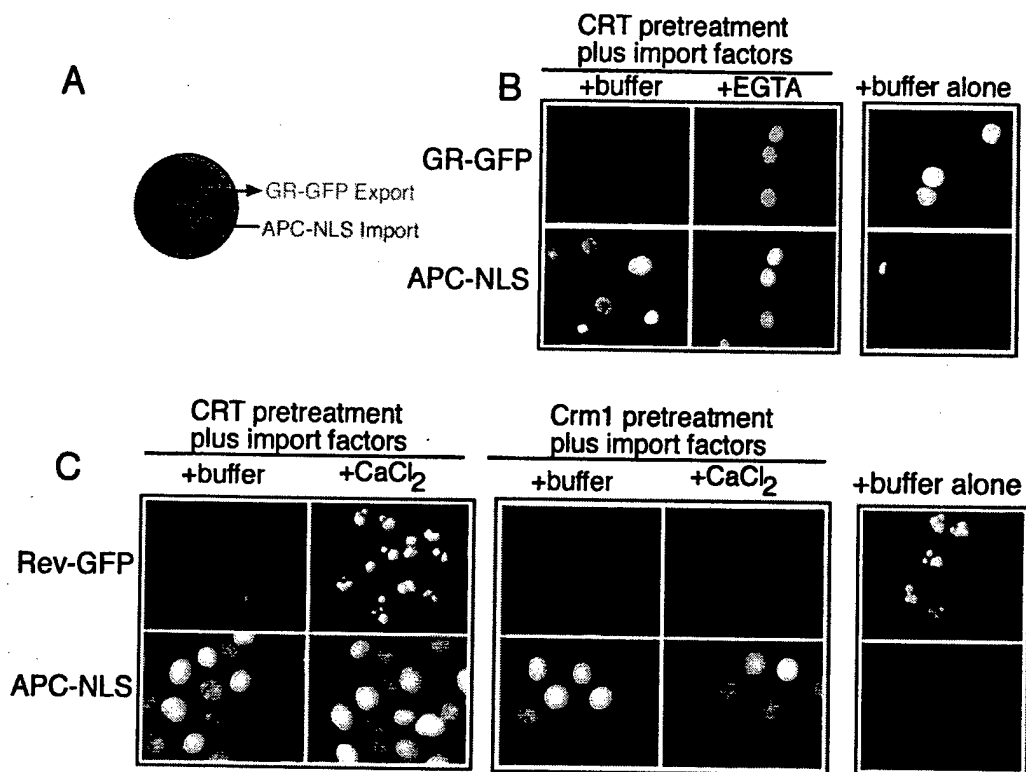 A
GR-GFP Export
APC-NLS Import
B
CRT pretreatment
plus import factors
+buffer
+EGTA
+buffer alone
GR-GFP
APC-NLS
C
CRT pretreatment
plus import factors
+buffer
+CaCl2
Crm1 pretreatment
plus import factors
+buffer
+CaCl2
+buffer alone
Rev-GFP
APC-NLS